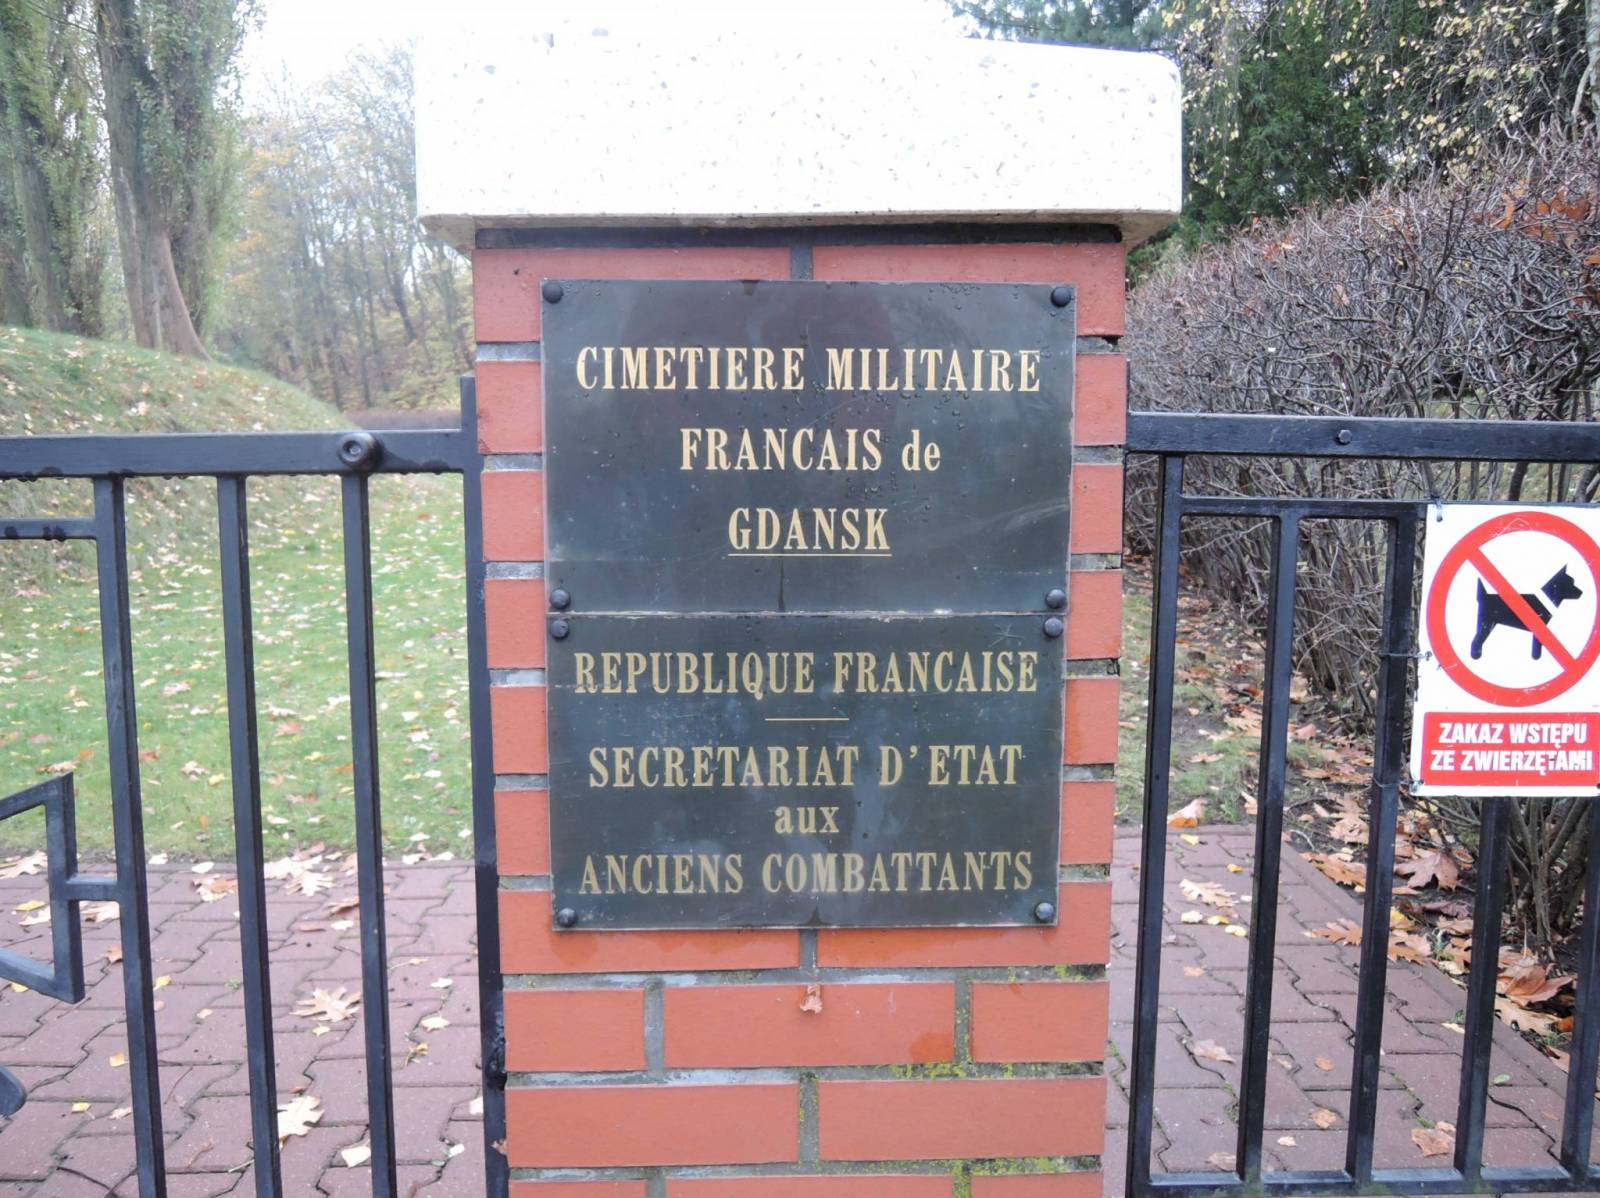 CIMETIERE MILITAIRE
FRANCAIS de
GDANSK
REPUBLIQUE FRANCAISE
SECRETARIAT D'ETAT
aux
ANCIENS COMBATTANTS
ZAKAZ WSTĘPU
ZE ZWIERZĘTAMI